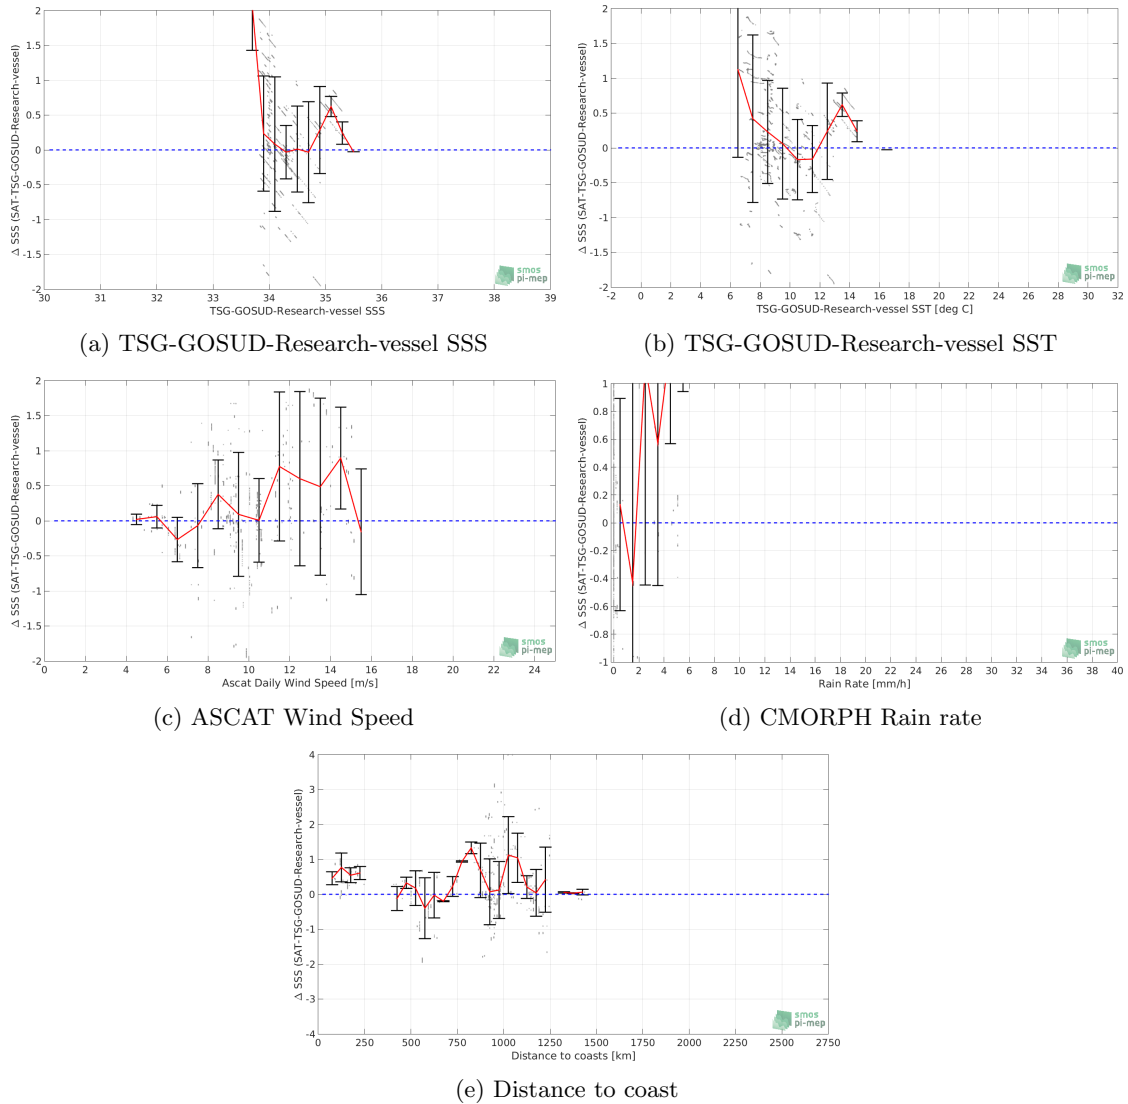 2
1.5
1
0.5
0
-0.5
-1
-1.5
-2
Δ SSS (SAT-TSG-GOSUD-Research-vessel)
30 31 32 33 34 35 36 37 38 39
TSG-GOSUD-Research-vessel SSS
smos
pi-mep
(a) TSG-GOSUD-Research-vessel SSS
2
1.5
1
0.5
0
-0.5
-1
-1.5
-2
Δ SSS (SAT-TSG-GOSUD-Research-vessel)
-2 0 2 4 6 8 10 12 14 16 18 20 22 24 26 28 30 32
TSG-GOSUD-Research-vessel SST [deg C]
smos
pi-mep
(b) TSG-GOSUD-Research-vessel SST
2
1.5
1
0.5
0
-0.5
-1
-1.5
-2
Δ SSS (SAT-TSG-GOSUD-Research-vessel)
0 2 4 6 8 10 12 14 16 18 20 22 24
Ascat Daily Wind Speed [m/s]
smos
pi-mep
(c) ASCAT Wind Speed
1
0.8
0.6
0.4
0.2
0
-0.2
-0.4
-0.6
-0.8
-1
Δ SSS (SAT-TSG-GOSUD-Research-vessel)
0 2 4 6 8 10 12 14 16 18 20 22 24 26 28 30 32 34 36 38 40
Rain Rate [mm/h]
smos
pi-mep
(d) CMORPH Rain rate
4
3
2
1
0
-1
-2
-3
-4
Δ SSS (SAT-TSG-GOSUD-Research-vessel)
0 250 500 750 1000 1250 1500 1750 2000 2250 2500 2750
Distance to coasts [km]
smos
pi-mep
(e) Distance to coast